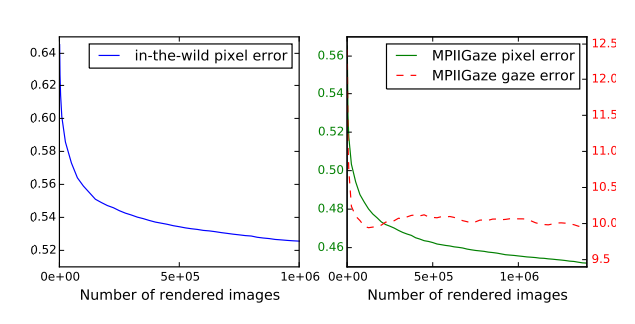 in-the-wild pixel error
0.64
0.62
0.60
0.58
0.56
0.54
0.52
0e+00 5e+05 1e+06
Number of rendered images
MPIIGaze pixel error
MPIIGaze gaze error
0.56
0.54
0.52
0.50
0.48
0.46
12.5
12.0
11.5
11.0
10.5
10.0
9.5
0e+00 5e+05 1e+06
Number of rendered images